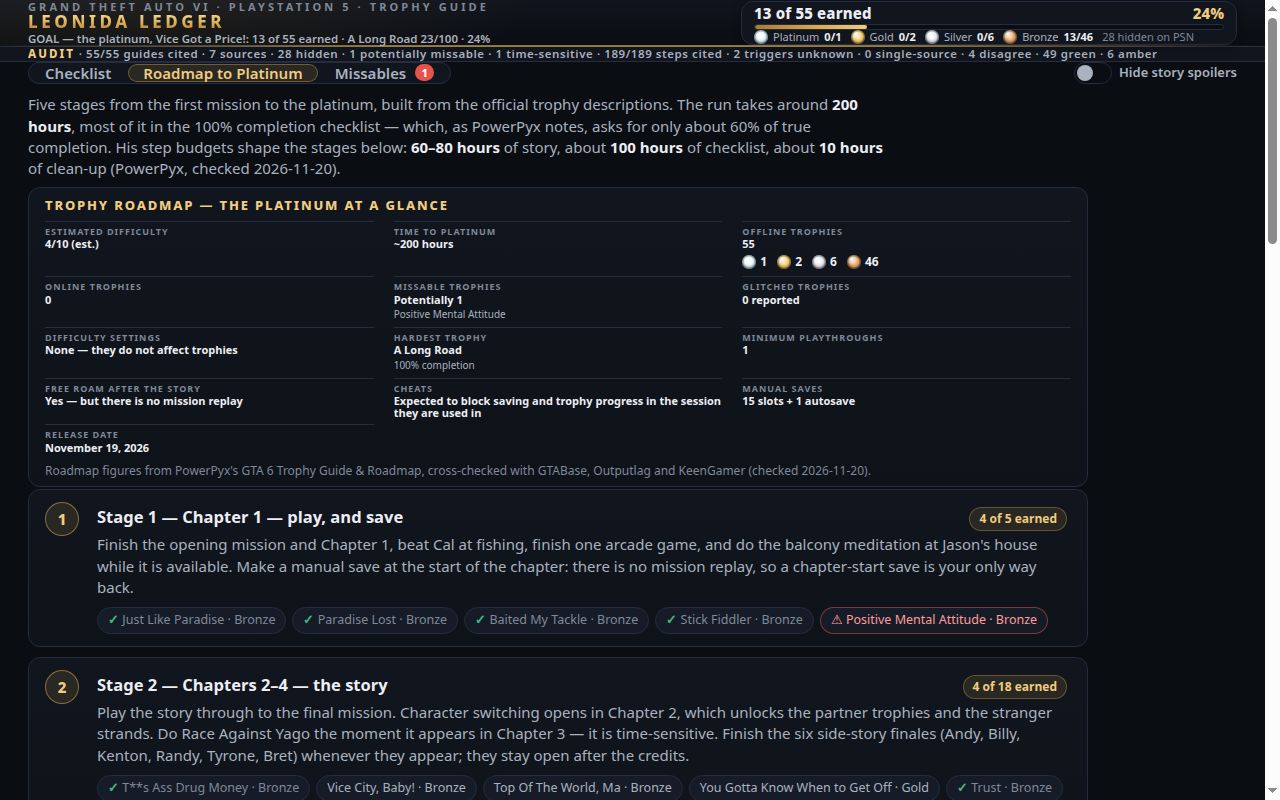 GRAND THEFT AUTO VI · PLAYSTATION 5 · TROPHY GUIDE
LEONIDA LEDGER
GOAL — the platinum, Vice Got a Price!: 13 of 55 earned · A Long Road 23/100 · 24%
13 of 55 earned 24%
Platinum 0/1 Gold 0/2 Silver 0/6 Bronze 13/46 28 hidden on PSN
AUDIT · 55/55 guides cited · 7 sources · 28 hidden · 1 potentially missable · 1 time-sensitive · 189/189 steps cited · 2 triggers unknown · 0 single-source · 4 disagree · 49 green · 6 amber
Checklist Roadmap to Platinum Missables 1 Hide story spoilers
Five stages from the first mission to the platinum, built from the official trophy descriptions. The run takes around 200
hours, most of it in the 100% completion checklist — which, as PowerPyx notes, asks for only about 60% of true
completion. His step budgets shape the stages below: 60–80 hours of story, about 100 hours of checklist, about 10 hours
of clean-up (PowerPyx, checked 2026-11-20).
TROPHY ROADMAP — THE PLATINUM AT A GLANCE
ESTIMATED DIFFICULTY
4/10 (est.)
TIME TO PLATINUM
~200 hours
OFFLINE TROPHIES
55
1 2 6 46
ONLINE TROPHIES
0
MISSABLE TROPHIES
Potentially 1
Positive Mental Attitude
GLITCHED TROPHIES
0 reported
DIFFICULTY SETTINGS
None — they do not affect trophies
HARDEST TROPHY
A Long Road
100% completion
MINIMUM PLAYTHROUGHS
1
FREE ROAM AFTER THE STORY
Yes — but there is no mission replay
CHEATS
Expected to block saving and trophy progress in the session
they are used in
MANUAL SAVES
15 slots + 1 autosave
RELEASE DATE
November 19, 2026
Roadmap figures from PowerPyx's GTA 6 Trophy Guide & Roadmap, cross-checked with GTABase, Outputlag and KeenGamer (checked 2026-11-20).
1 Stage 1 — Chapter 1 — play, and save 4 of 5 earned
Finish the opening mission and Chapter 1, beat Cal at fishing, finish one arcade game, and do the balcony meditation at Jason's house
while it is available. Make a manual save at the start of the chapter: there is no mission replay, so a chapter-start save is your only way
back.
✓ Just Like Paradise · Bronze ✓ Paradise Lost · Bronze ✓ Baited My Tackle · Bronze ✓ Stick Fiddler · Bronze ⚠ Positive Mental Attitude · Bronze
2 Stage 2 — Chapters 2–4 — the story 4 of 18 earned
Play the story through to the final mission. Character switching opens in Chapter 2, which unlocks the partner trophies and the stranger
strands. Do Race Against Yago the moment it appears in Chapter 3 — it is time-sensitive. Finish the six side-story finales (Andy, Billy,
Kenton, Randy, Tyrone, Bret) whenever they appear; they stay open after the credits.
✓ T**s Ass Drug Money · Bronze Vice City, Baby! · Bronze Top Of The World, Ma · Bronze You Gotta Know When to Get Off · Gold ✓ Trust · Bronze